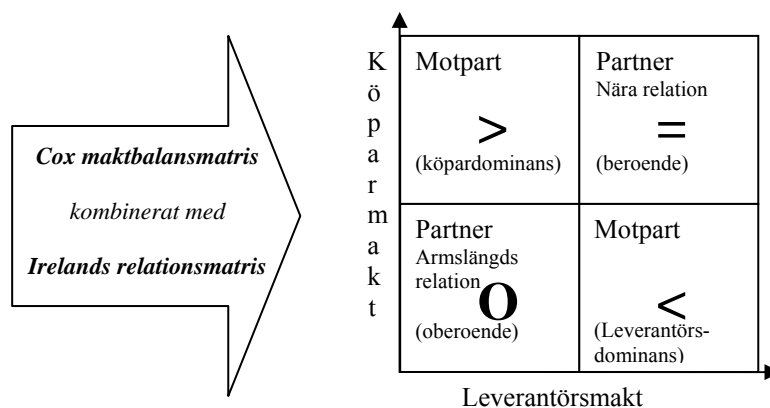 Cox maktbalansmatris
kombinerat med
Irelands relationsmatris
Köparmakt
Motpart
>
(köpardominans)
Partner
Nära relation
=
(beroende)
Partner
Armslängds
relation
O
(oberoende)
Motpart
<
(Leverantörs-
dominans)
Leverantörsmakt